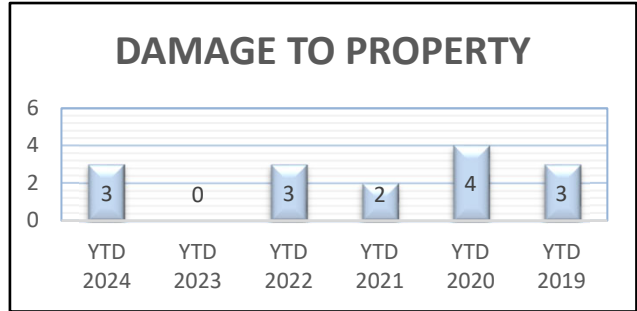 DAMAGE TO PROPERTY
6
4
2
0
3 0 3 2 4 3
YTD YTD YTD YTD YTD YTD
2024 2023 2022 2021 2020 2019